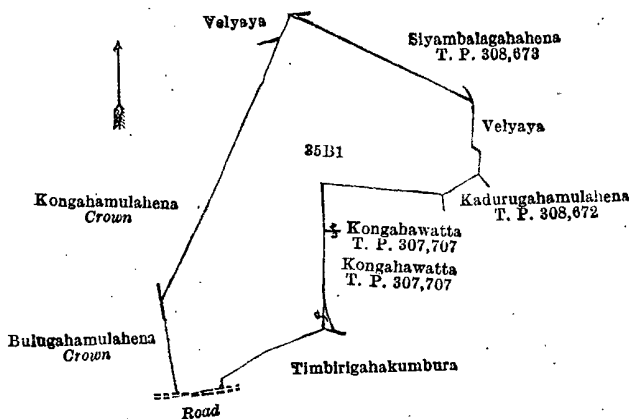 Velyaya
Siyambalagahahena
T. P. 308,673
Velyaya
35B1
Kongahamulahena
Crown
Kadurugahamulahena
T. P. 308,672
Kongahawatta
T. P. 307,707
Kongahawatta
T. P. 307,707
Bulugahamulahena
Crown
Timbirigahakumbura
Road